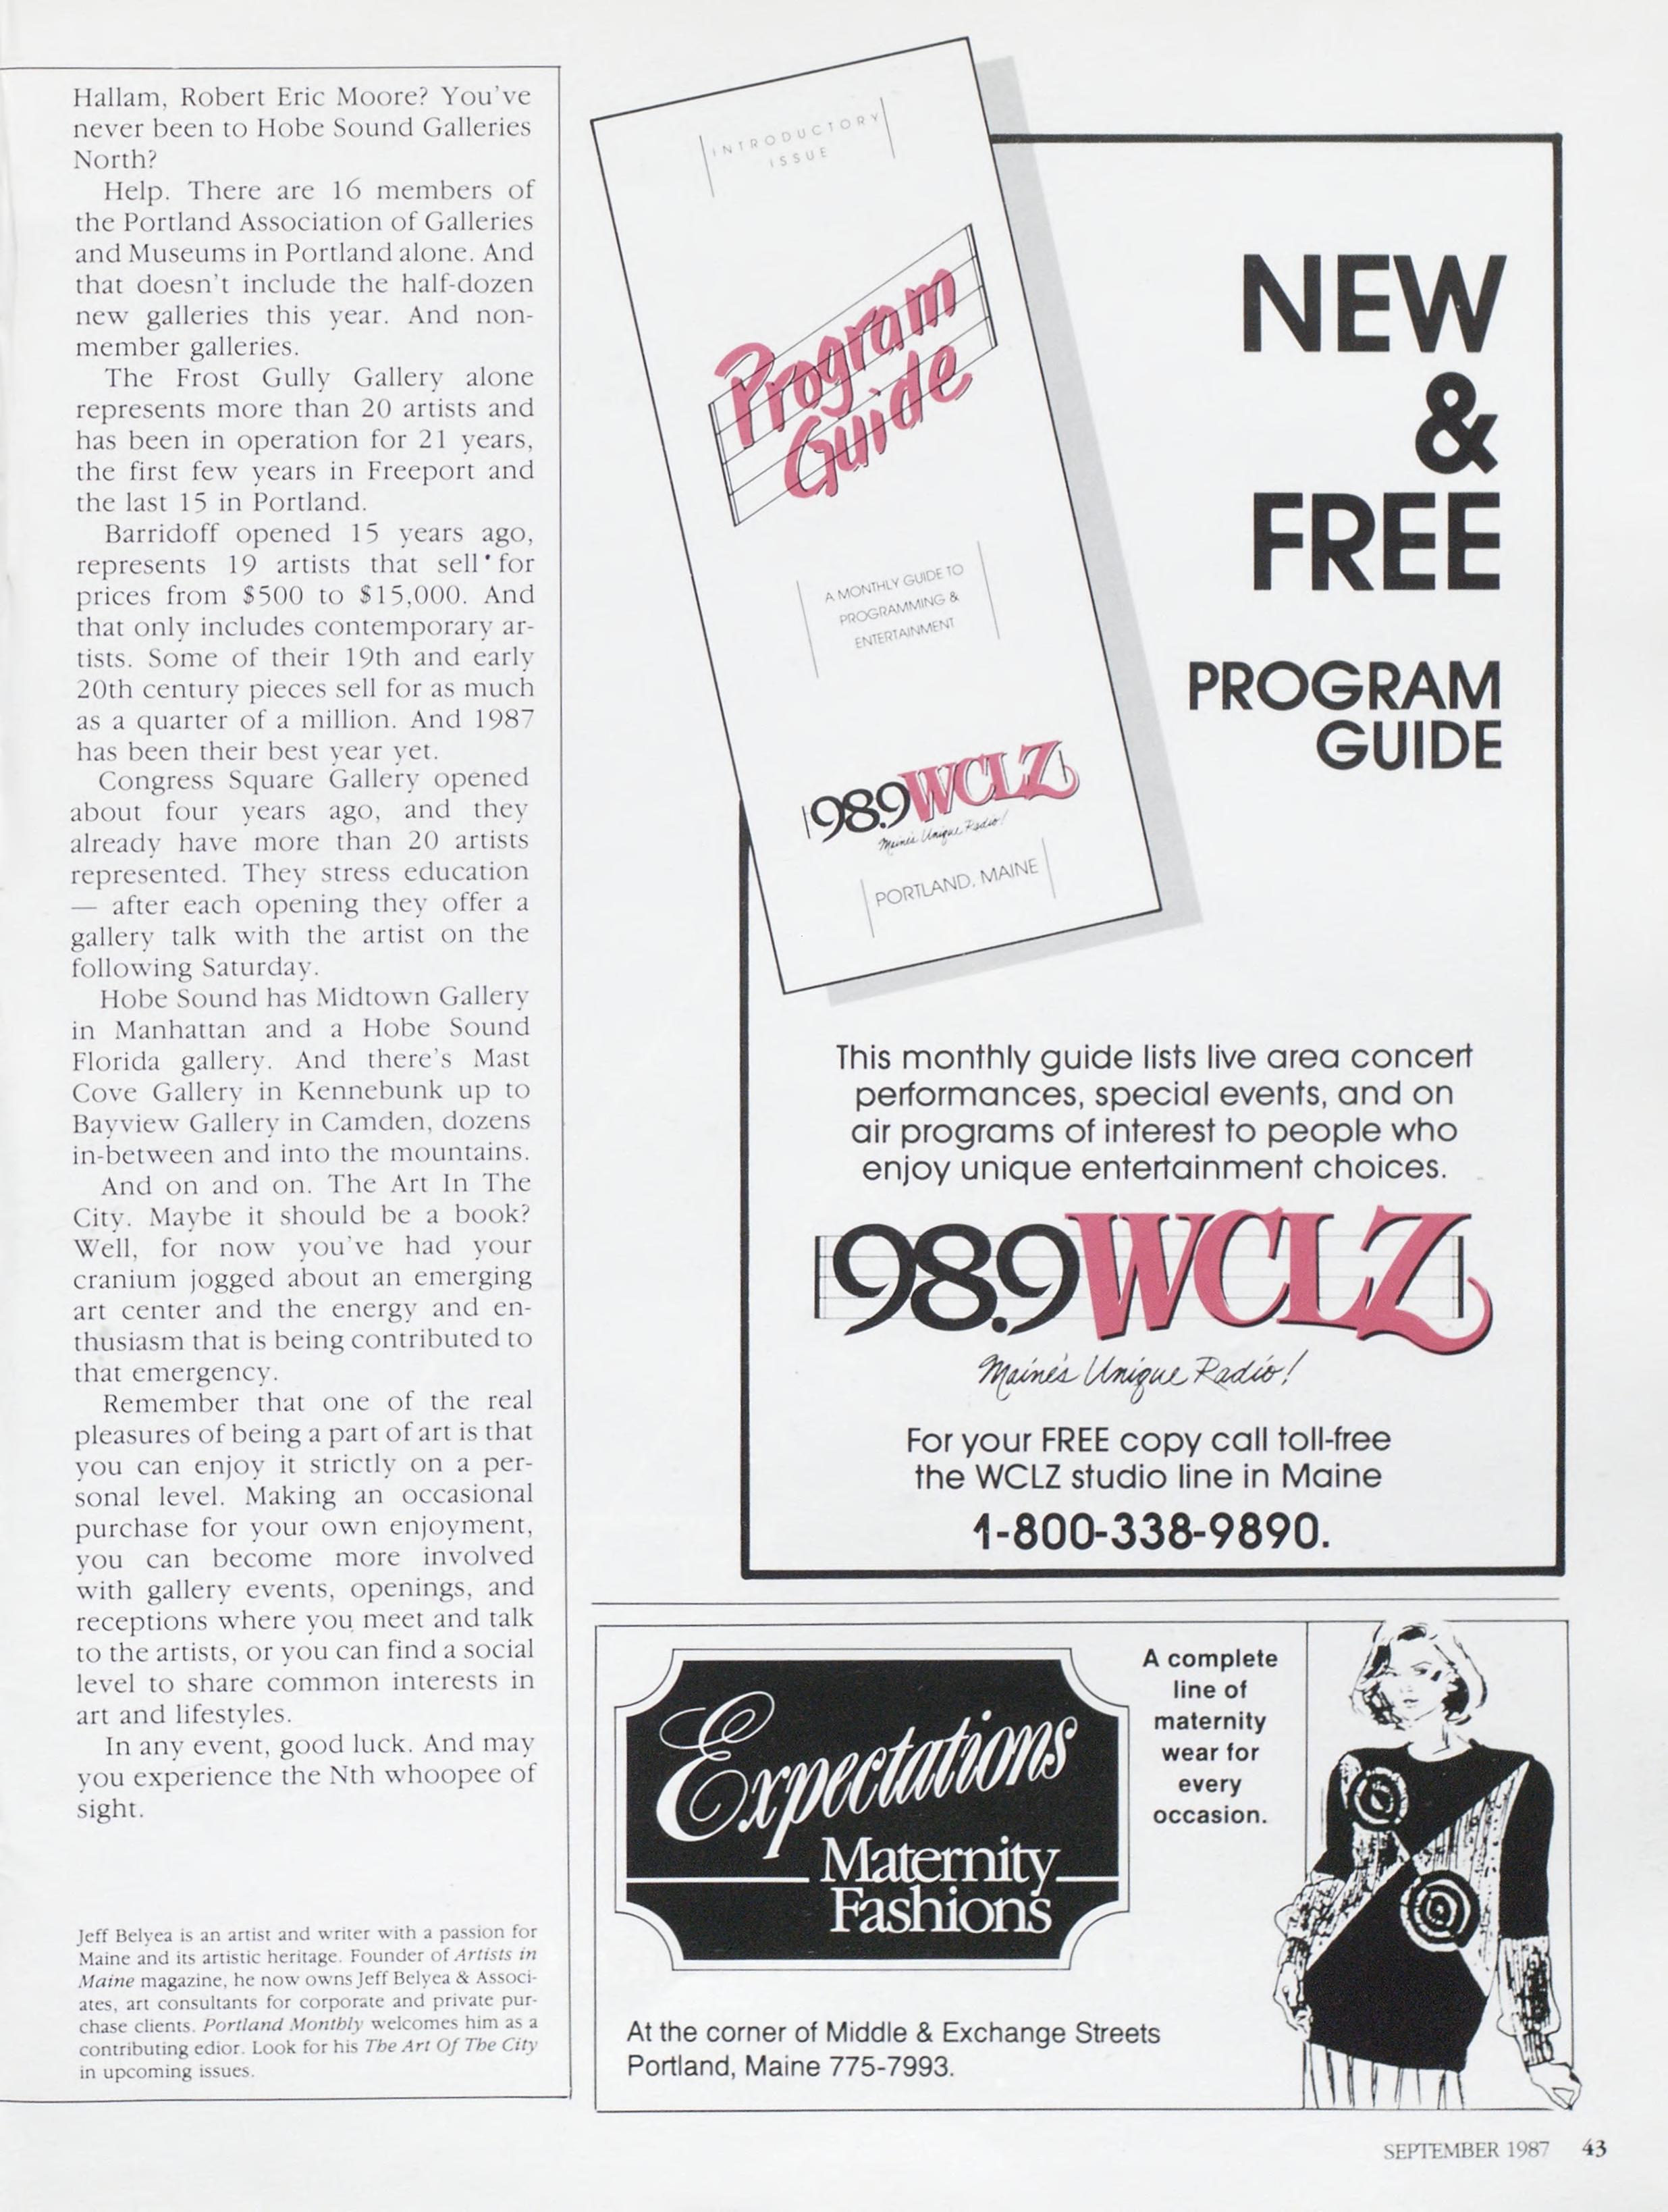 Hallam, Robert Eric Moore? You've
never been to Hobe Sound Galleries
North?
Help. There are 16 members of
the Portland Association of Galleries
and Museums in Portland alone. And
that doesn't include the half-dozen
new galleries this year. And non-
member galleries.
The Frost Gully Gallery alone
represents more than 20 artists and
has been in operation for 21 years,
the first few years in Freeport and
the last 15 in Portland.
Barridoff opened 15 years ago,
represents 19 artists that sell for
prices from $500 to $15,000. And
that only includes contemporary ar-
tists. Some of their 19th and early
20th century pieces sell for as much
as a quarter of a million. And 1987
has been their best year yet.
Congress Square Gallery opened
about four years ago, and they
already have more than 20 artists
represented. They stress education
— after each opening they offer a
gallery talk with the artist on the
following Saturday.
Hobe Sound has Midtown Gallery
in Manhattan and a Hobe Sound
Florida gallery. And there's Mast
Cove Gallery in Kennebunk up to
Bayview Gallery in Camden, dozens
in-between and into the mountains.
And on and on. The Art In The
City. Maybe it should be a book?
Well, for now you've had your
cranium jogged about an emerging
art center and the energy and en-
thusiasm that is being contributed to
that emergency.
Remember that one of the real
pleasures of being a part of art is that
you can enjoy it strictly on a per-
sonal level. Making an occasional
purchase for your own enjoyment,
you can become more involved
with gallery events, openings, and
receptions where you meet and talk
to the artists, or you can find a social
level to share common interests in
art and lifestyles.
In any event, good luck. And may
you experience the Nth whoopee of
sight.
Jeff Belyea is an artist and writer with a passion for
Maine and its artistic heritage. Founder of Artists in
Maine magazine, he now owns Jeff Belyea & Associ-
ates, art consultants for corporate and private pur-
chase clients. Portland Monthly welcomes him as a
contributing edior. Look for his The Art Of The City
in upcoming issues.
INTRODUCTORY
ISSUE
Program
Guide
A MONTHLY GUIDE TO
PROGRAMMING &
ENTERTAINMENT
98.9 WCLZ
Maine's Unique Radio!
PORTLAND, MAINE
NEW
&
FREE
PROGRAM
GUIDE
This monthly guide lists live area concert
performances, special events, and on
air programs of interest to people who
enjoy unique entertainment choices.
98.9 WCLZ
Maine's Unique Radio!
For your FREE copy call toll-free
the WCLZ studio line in Maine
1-800-338-9890.
Expectations
Maternity
Fashions
A complete
line of
maternity
wear for
every
occasion.
At the corner of Middle & Exchange Streets
Portland, Maine 775-7993.
SEPTEMBER 1987 43